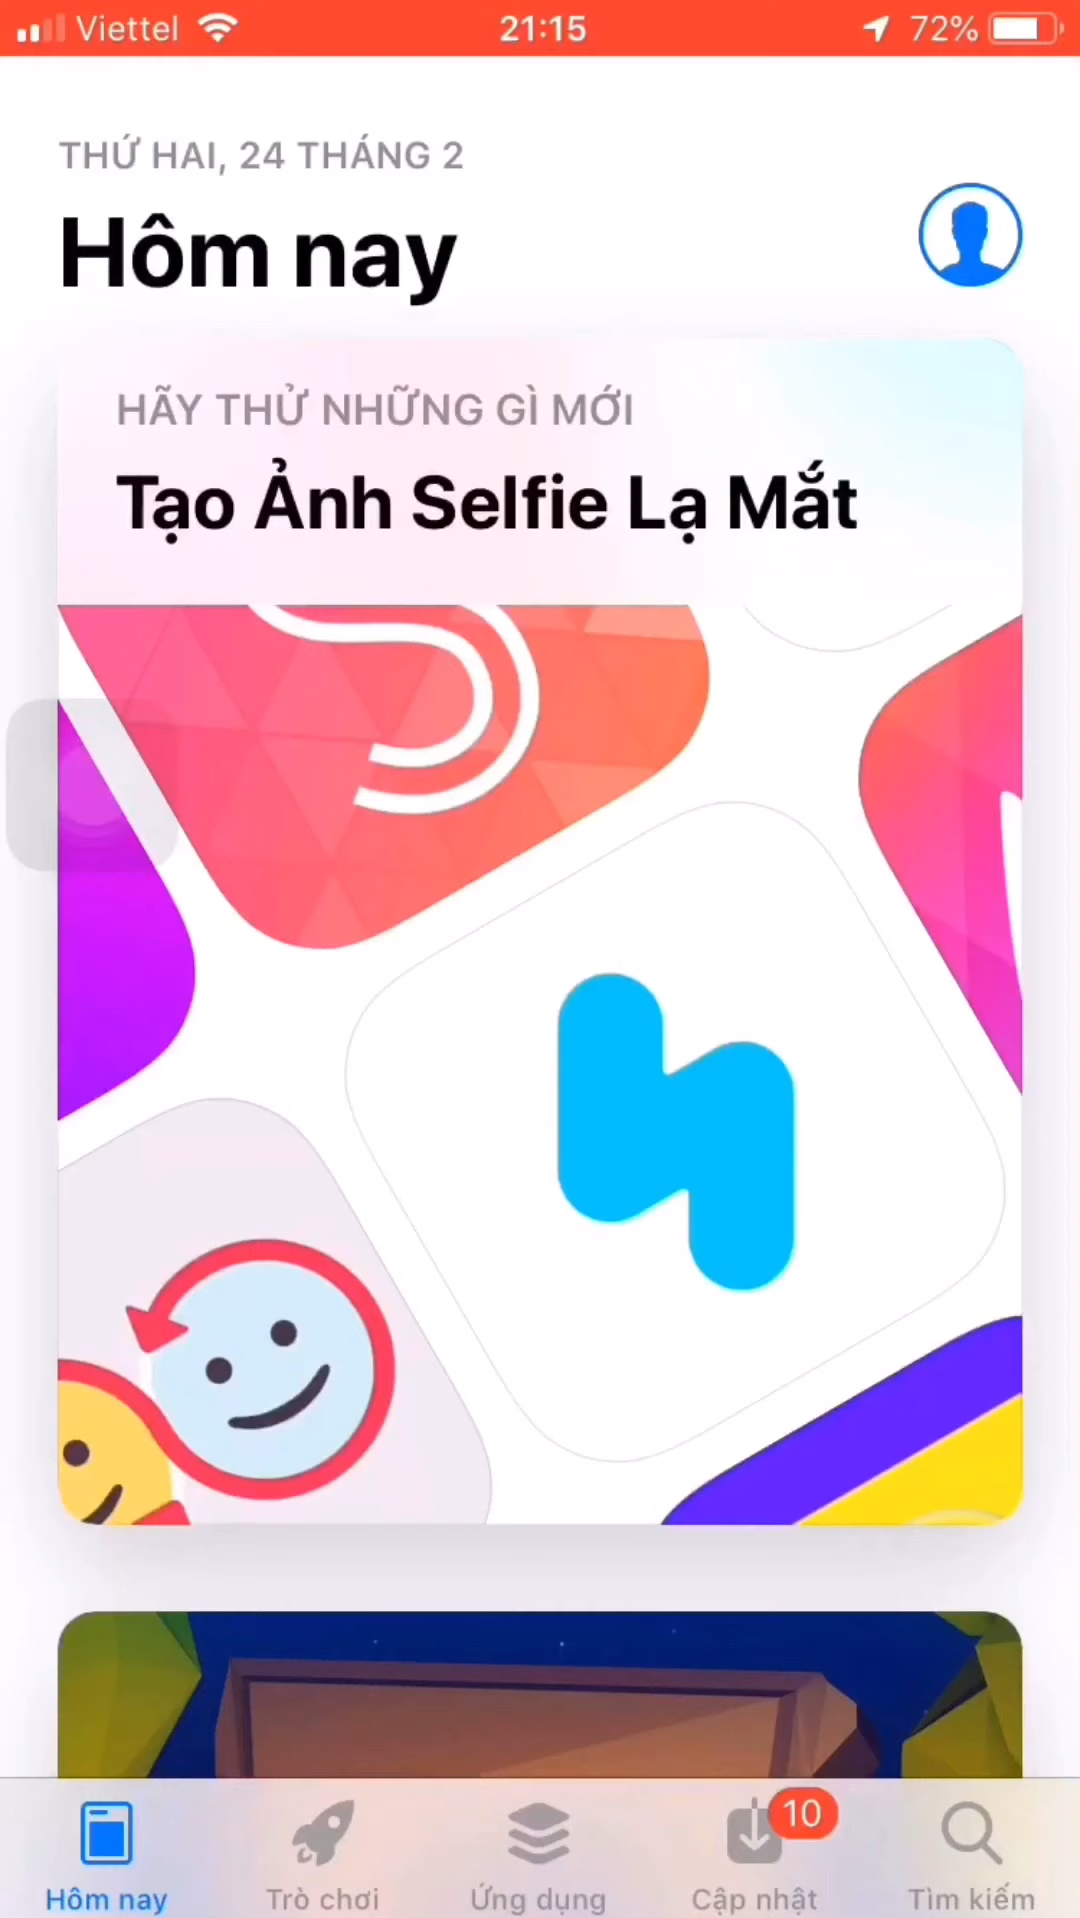 Viettel 21:15 72%
THỨ HAI, 24 THÁNG 2
Hôm nay
HÃY THỬ NHỮNG GÌ MỚI
Tạo Ảnh Selfie Lạ Mắt
10
Hôm nay Trò chơi Ứng dụng Cập nhật Tìm kiếm